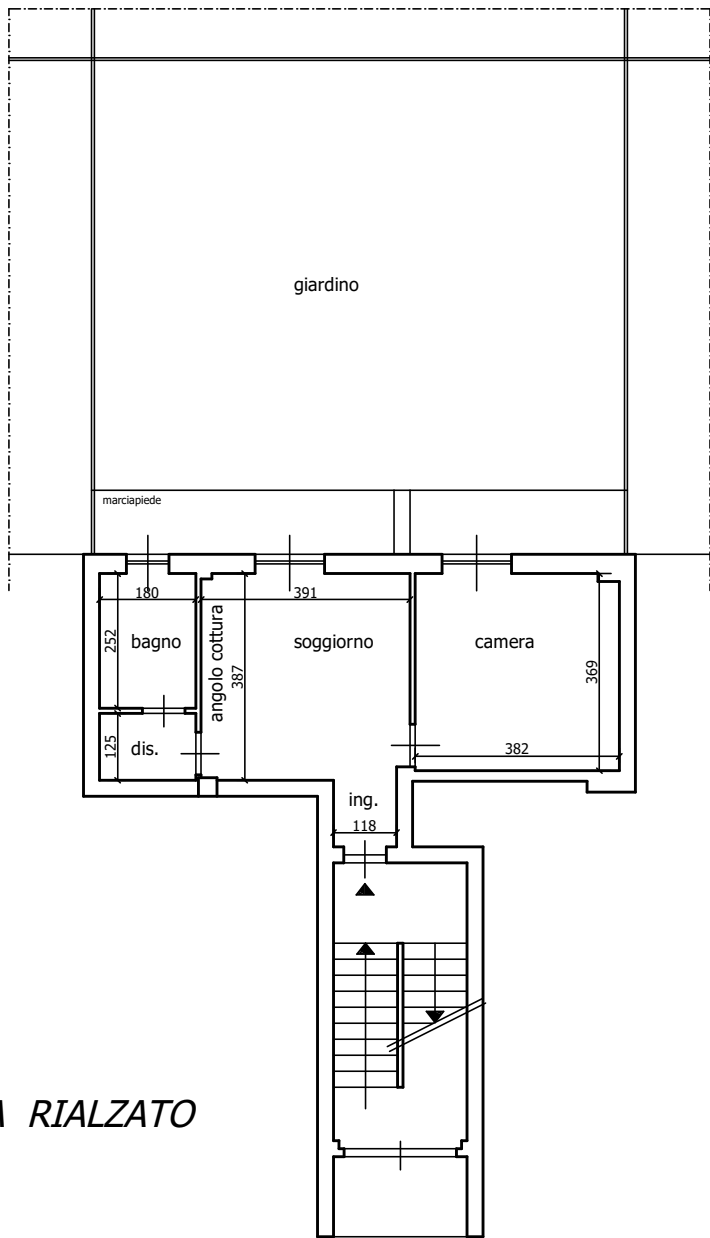 giardino
marciapiede
180
391
252
bagno
angolo cottura
387
soggiorno
camera
369
125
dis.
382
ing.
118
RIALZATO